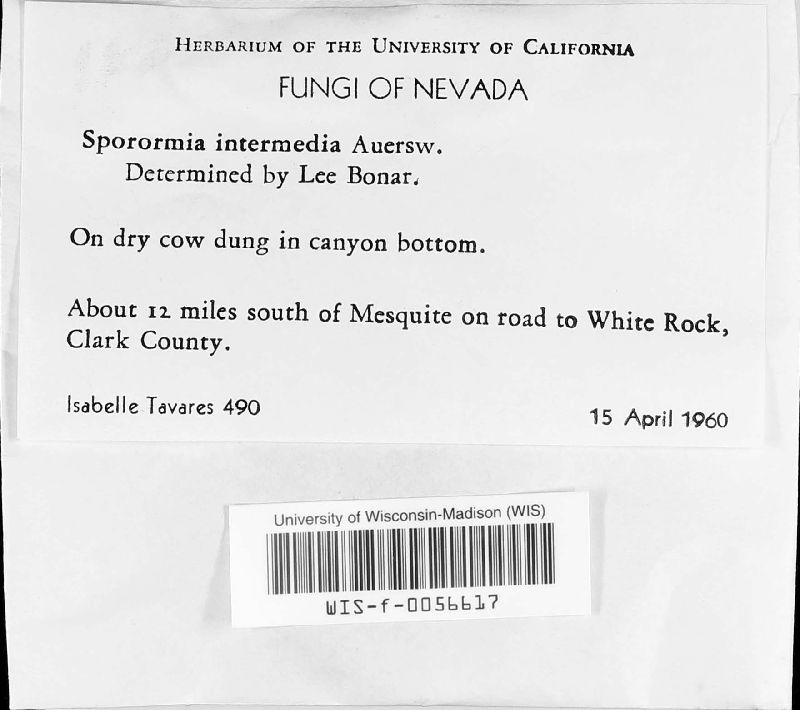 HERBARIUM OF THE UNIVERSITY OF CALIFORNIA
FUNGI OF NEVADA
Sporormia intermedia Auersw.
Determined by Lee Bonar.
On dry cow dung in canyon bottom.
About 12 miles south of Mesquite on road to White Rock,
Clark County.
Isabelle Tavares 490
15 April 1960
University of Wisconsin-Madison (WIS)
WIS-f-0056617